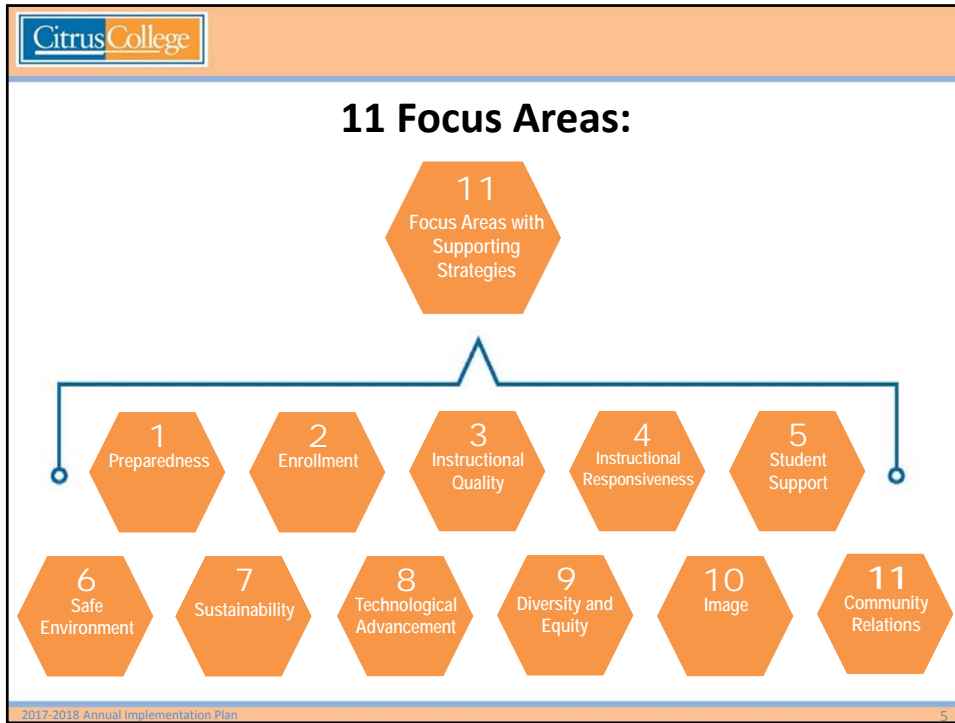 Citrus College
11 Focus Areas:
11
Focus Areas with
Supporting
Strategies
1
Preparedness
2
Enrollment
3
Instructional
Quality
4
Instructional
Responsiveness
5
Student
Support
6
Safe
Environment
7
Sustainability
8
Technological
Advancement
9
Diversity and
Equity
10
Image
11
Community
Relations
2017-2018 Annual Implementation Plan
5